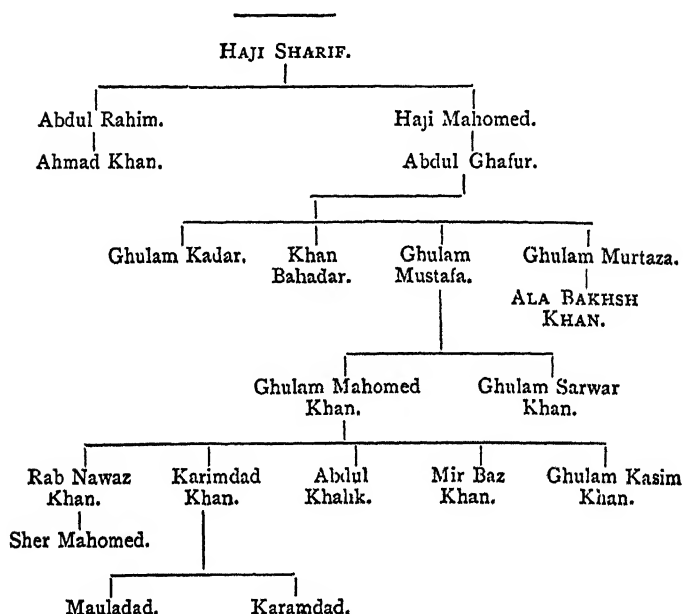 HAJI SHARIF.
Abdul Rahim. Haji Mahomed.
Ahmad Khan. Abdul Ghafur.
Ghulam Kadar. Khan Ghulam Ghulam Murtaza.
Bahadar. Mustafa.
ALA BAKHSH
KHAN.
Ghulam Mahomed Ghulam Sarwar
Khan. Khan.
Rab Nawaz Karimdad Abdul Mir Baz Ghulam Kasim
Khan. Khan. Khalik. Khan. Khan.
Sher Mahomed.
Mauladad. Karamdad.